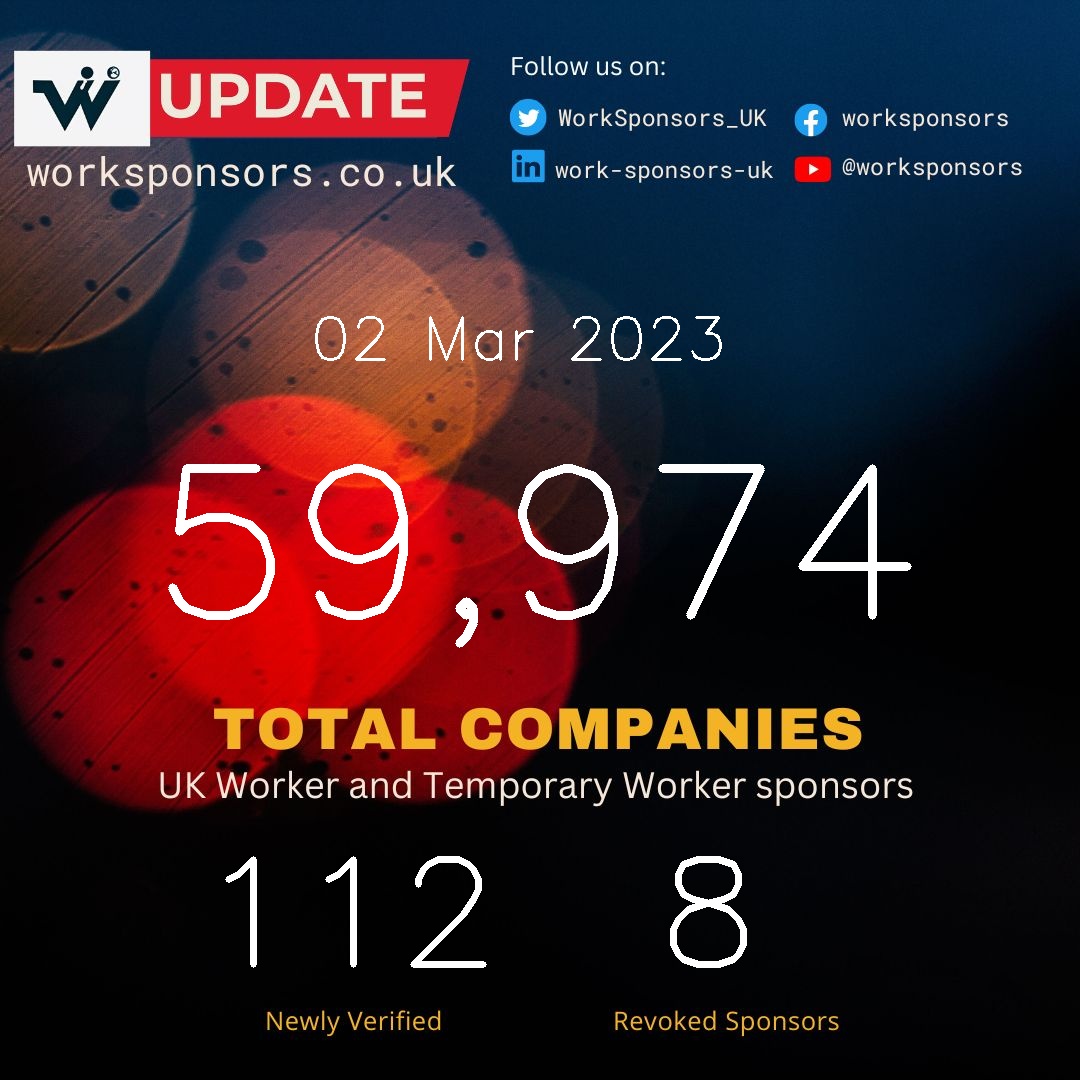 UPDATE
worksponsors.co.uk
Follow us on:
WorkSponsors_UK
worksponsors
work-sponsors-uk
@worksponsors
02 Mar 2023
59,974
TOTAL COMPANIES
UK Worker and Temporary Worker sponsors
112
8
Newly Verified
Revoked Sponsors